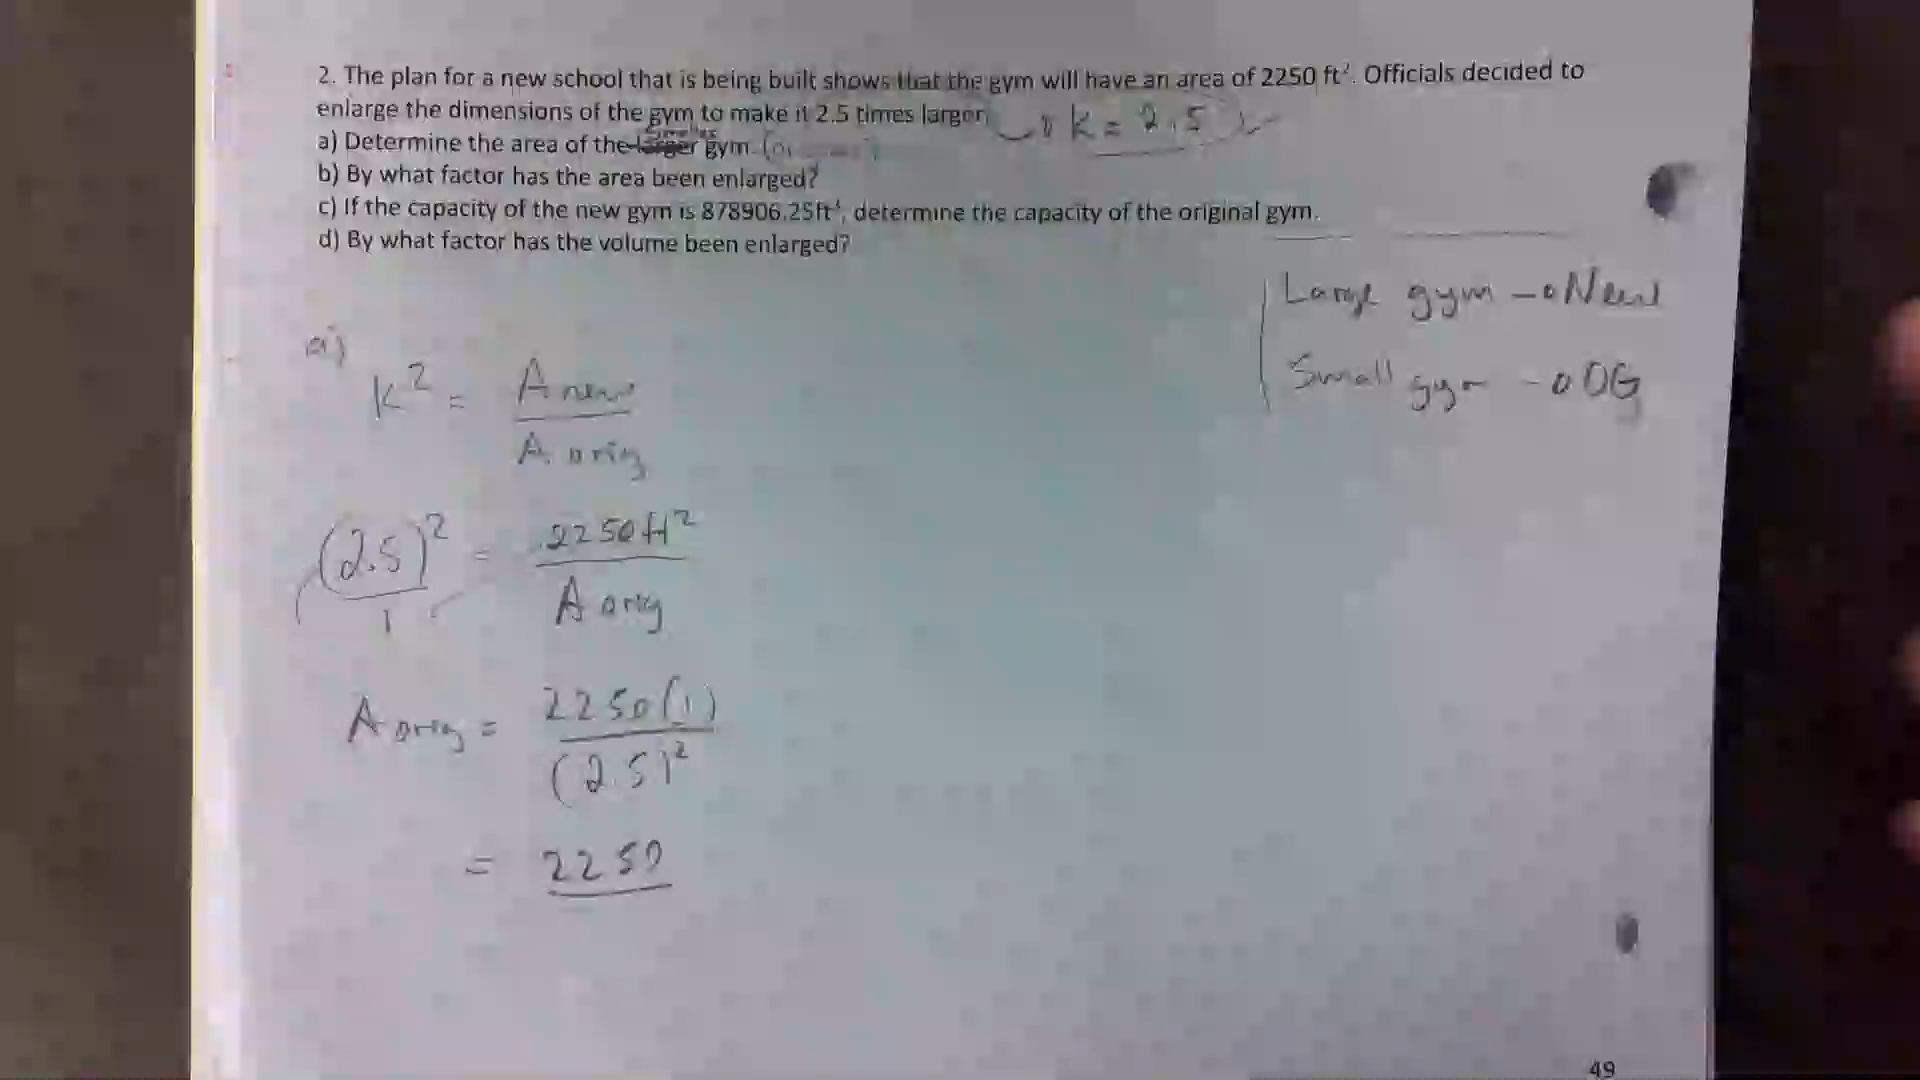 2. The plan for a new school that is being built shows that the gym will have an area of 2250 ft². Officials decided to
enlarge the dimensions of the gym to make it 2.5 times larger. k = 2.5
a) Determine the area of the larger smaller gym.
b) By what factor has the area been enlarged?
c) If the capacity of the new gym is 878906.25ft³, determine the capacity of the original gym.
d) By what factor has the volume been enlarged?
Large gym → New
Small gym → OG
a)
k² = A new / A orig
(2.5)² / 1 = 2250 ft² / A orig
A orig = 2250(1) / (2.5)²
= 2250
49